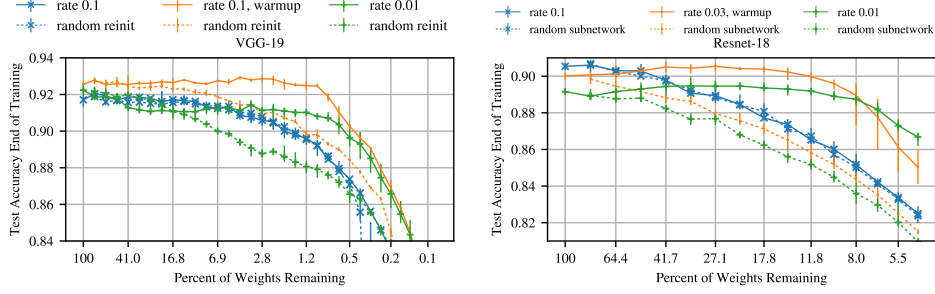 rate 0.1 rate 0.1, warmup rate 0.01
random reinit random reinit random reinit
VGG-19
Test Accuracy End of Training
0.94
0.92
0.90
0.88
0.86
0.84
100 41.0 16.8 6.9 2.8 1.2 0.5 0.2 0.1
Percent of Weights Remaining
rate 0.1 rate 0.03, warmup rate 0.01
random subnetwork random subnetwork random subnetwork
Resnet-18
Test Accuracy End of Training
0.90
0.88
0.86
0.84
0.82
100 64.4 41.7 27.1 17.8 11.8 8.0 5.5
Percent of Weights Remaining